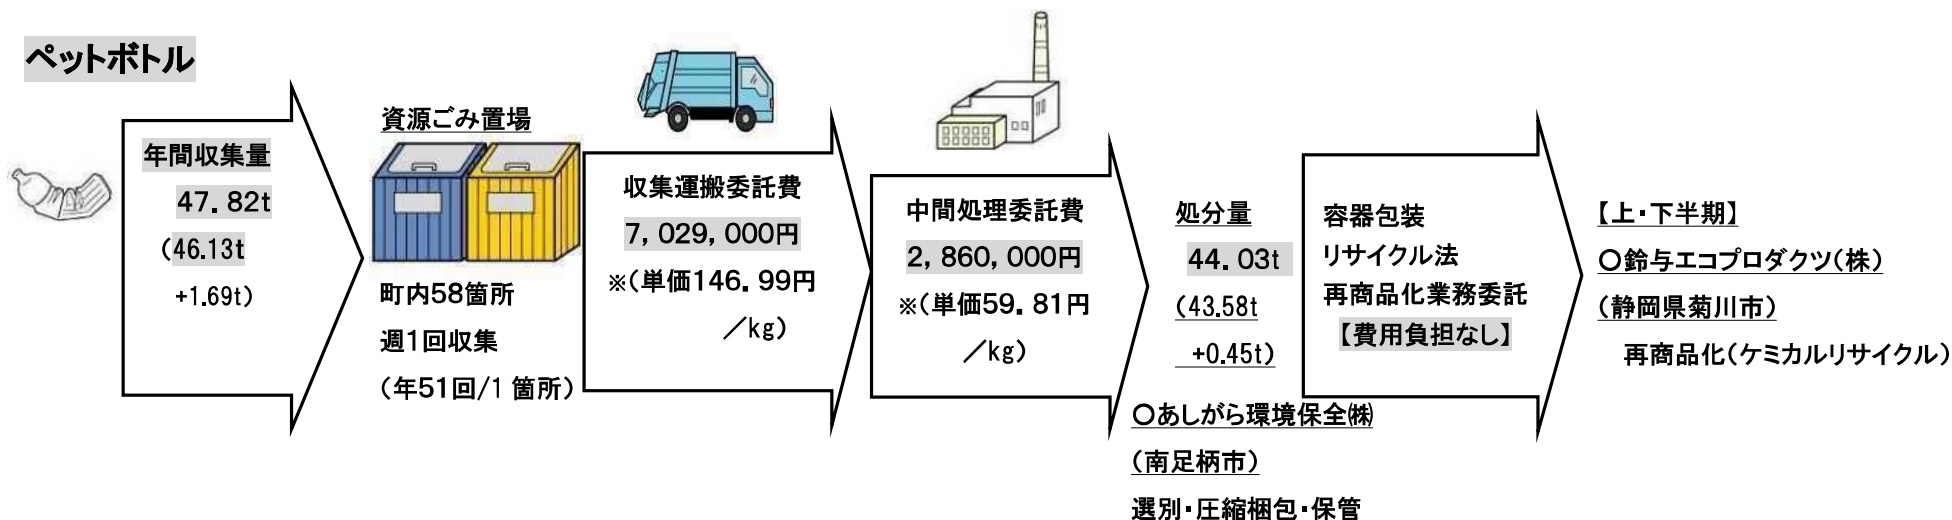 ペットボトル
年間収集量
47.82t
(46.13t
+1.69t)
資源ごみ置場
町内58箇所
週1回収集
(年51回/1 箇所)
収集運搬委託費
7,029,000円
※(単価146.99円
/kg)
中間処理委託費
2,860,000円
※(単価59.81円
/kg)
処分量
44.03t
(43.58t
+0.45t)
〇あしがら環境保全㈱
(南足柄市)
選別・圧縮梱包・保管
容器包装
リサイクル法
再商品化業務委託
【費用負担なし】
【上・下半期】
〇鈴与エコプロダクツ(株)
(静岡県菊川市)
再商品化(ケミカルリサイクル)